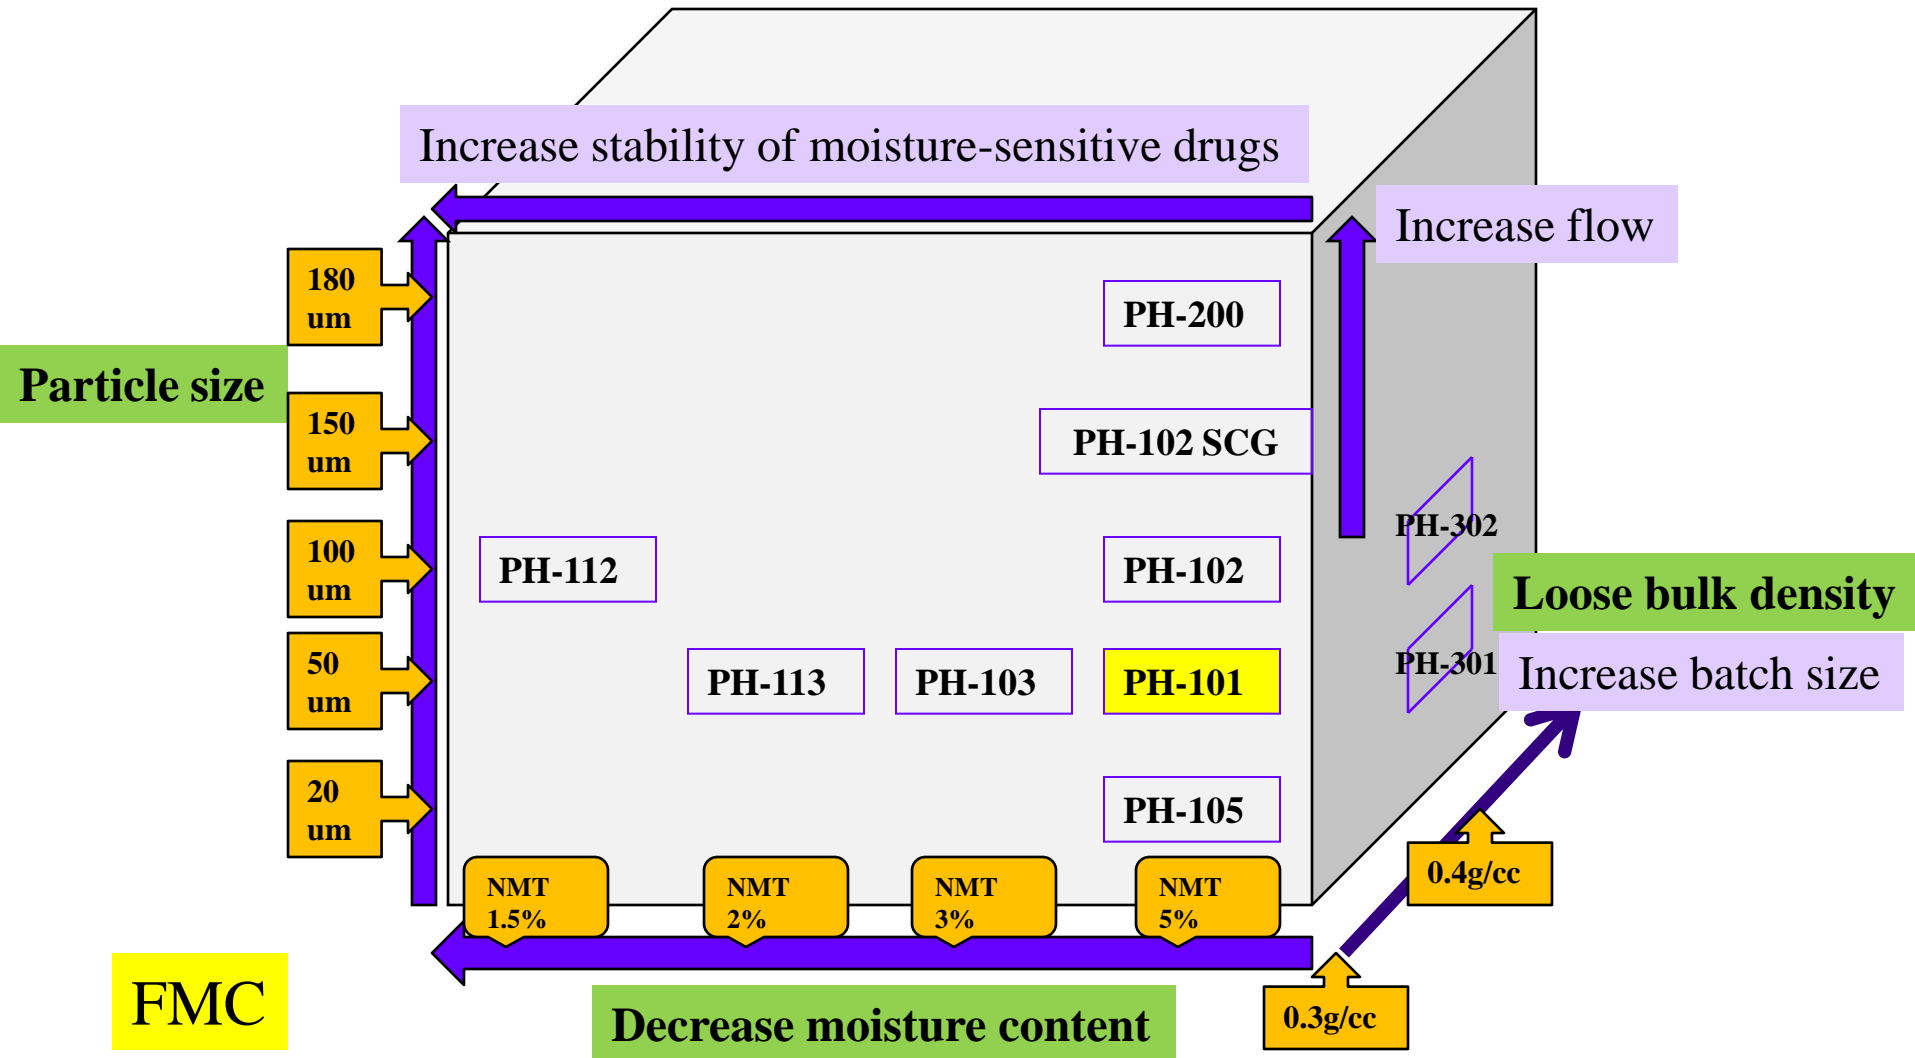 Increase stability of moisture-sensitive drugs
Increase flow
180
um
PH-200
Particle size
150
um
PH-102 SCG
PH-302
100
um
PH-112
PH-102
Loose bulk density
50
um
PH-113
PH-103
PH-101
PH-301
Increase batch size
20
um
PH-105
NMT
1.5%
NMT
2%
NMT
3%
NMT
5%
0.4g/cc
FMC
Decrease moisture content
0.3g/cc